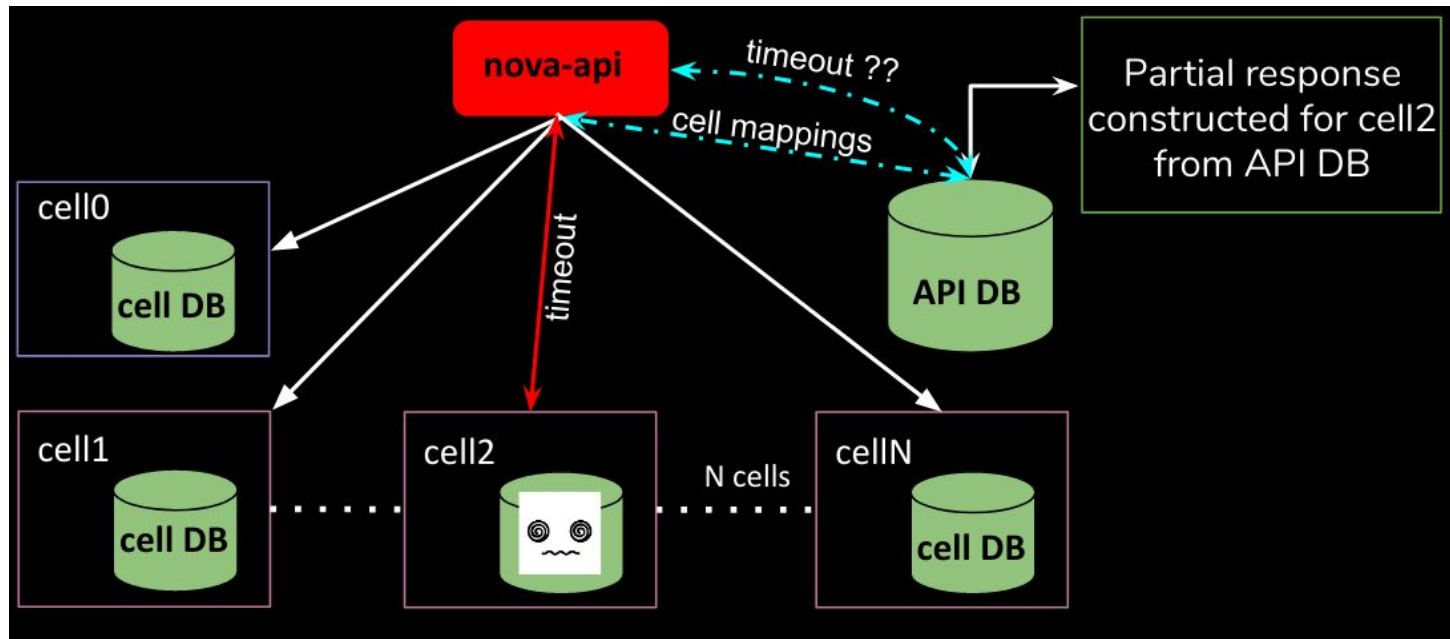 nova-api
timeout ??
cell mappings
Partial response
constructed for cell2
from API DB
API DB
cell0
cell DB
timeout
cell1
cell DB
cell2
N cells
cellN
cell DB